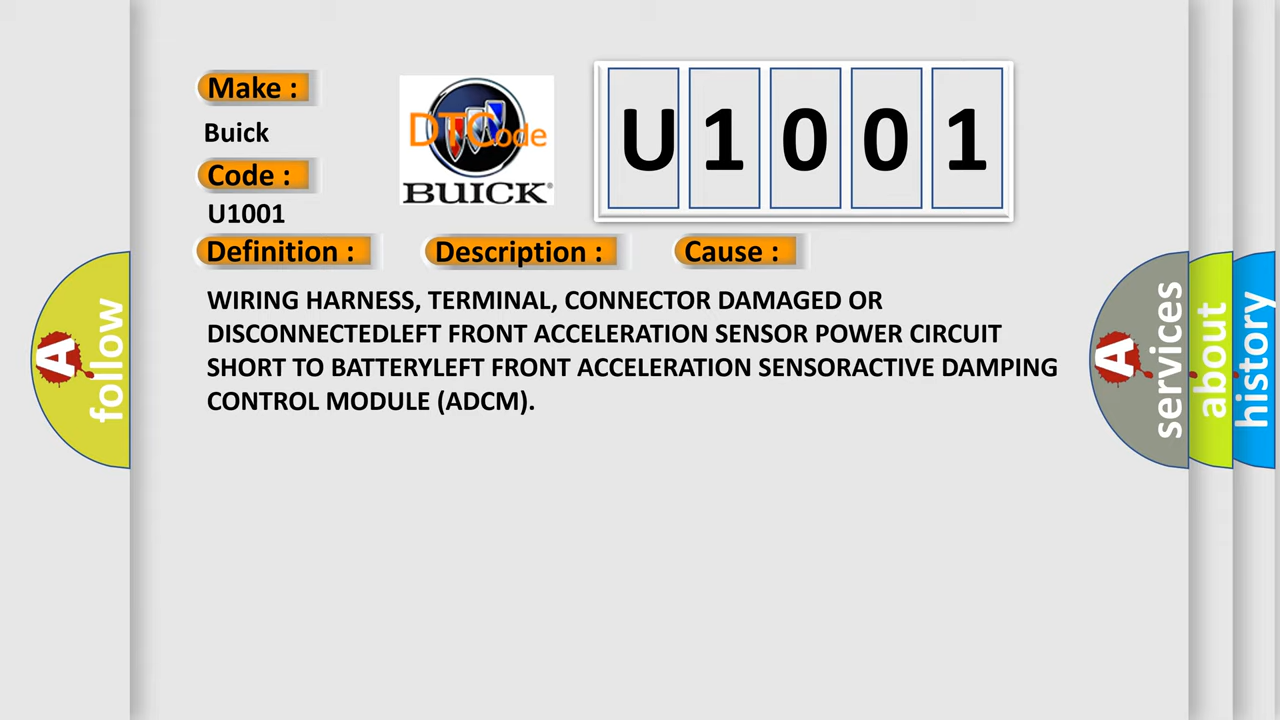 Make :
Buick
Code :
U1001
DTCode
BUICK
U1001
Definition :
Description :
Cause :
WIRING HARNESS, TERMINAL, CONNECTOR DAMAGED OR
DISCONNECTEDLEFT FRONT ACCELERATION SENSOR POWER CIRCUIT
SHORT TO BATTERYLEFT FRONT ACCELERATION SENSORACTIVE DAMPING
CONTROL MODULE (ADCM).
A
follow
A
services
about
history